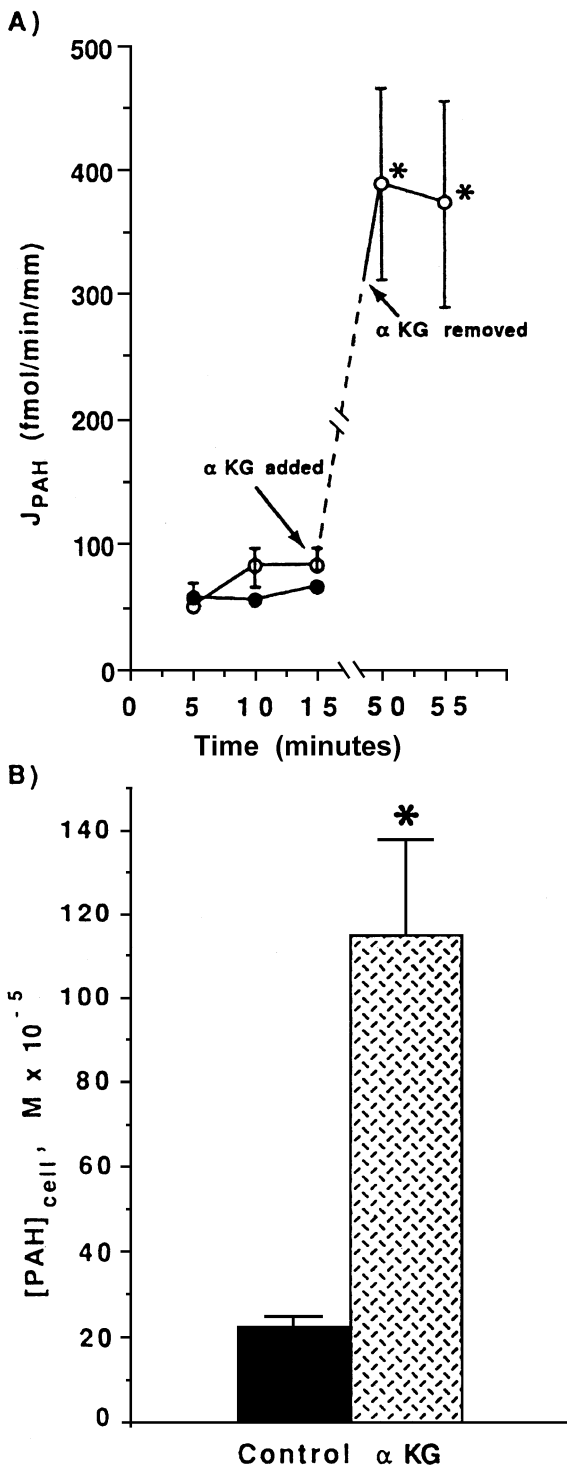 A)
500
400
300
200
100
0
J PAH (fmol/min/mm)
*
*
α KG removed
α KG added
0 5 10 15 50 55
Time (minutes)
B)
*
140
120
100
80
60
40
20
0
[PAH] cell, M x 10 -5
Control α KG